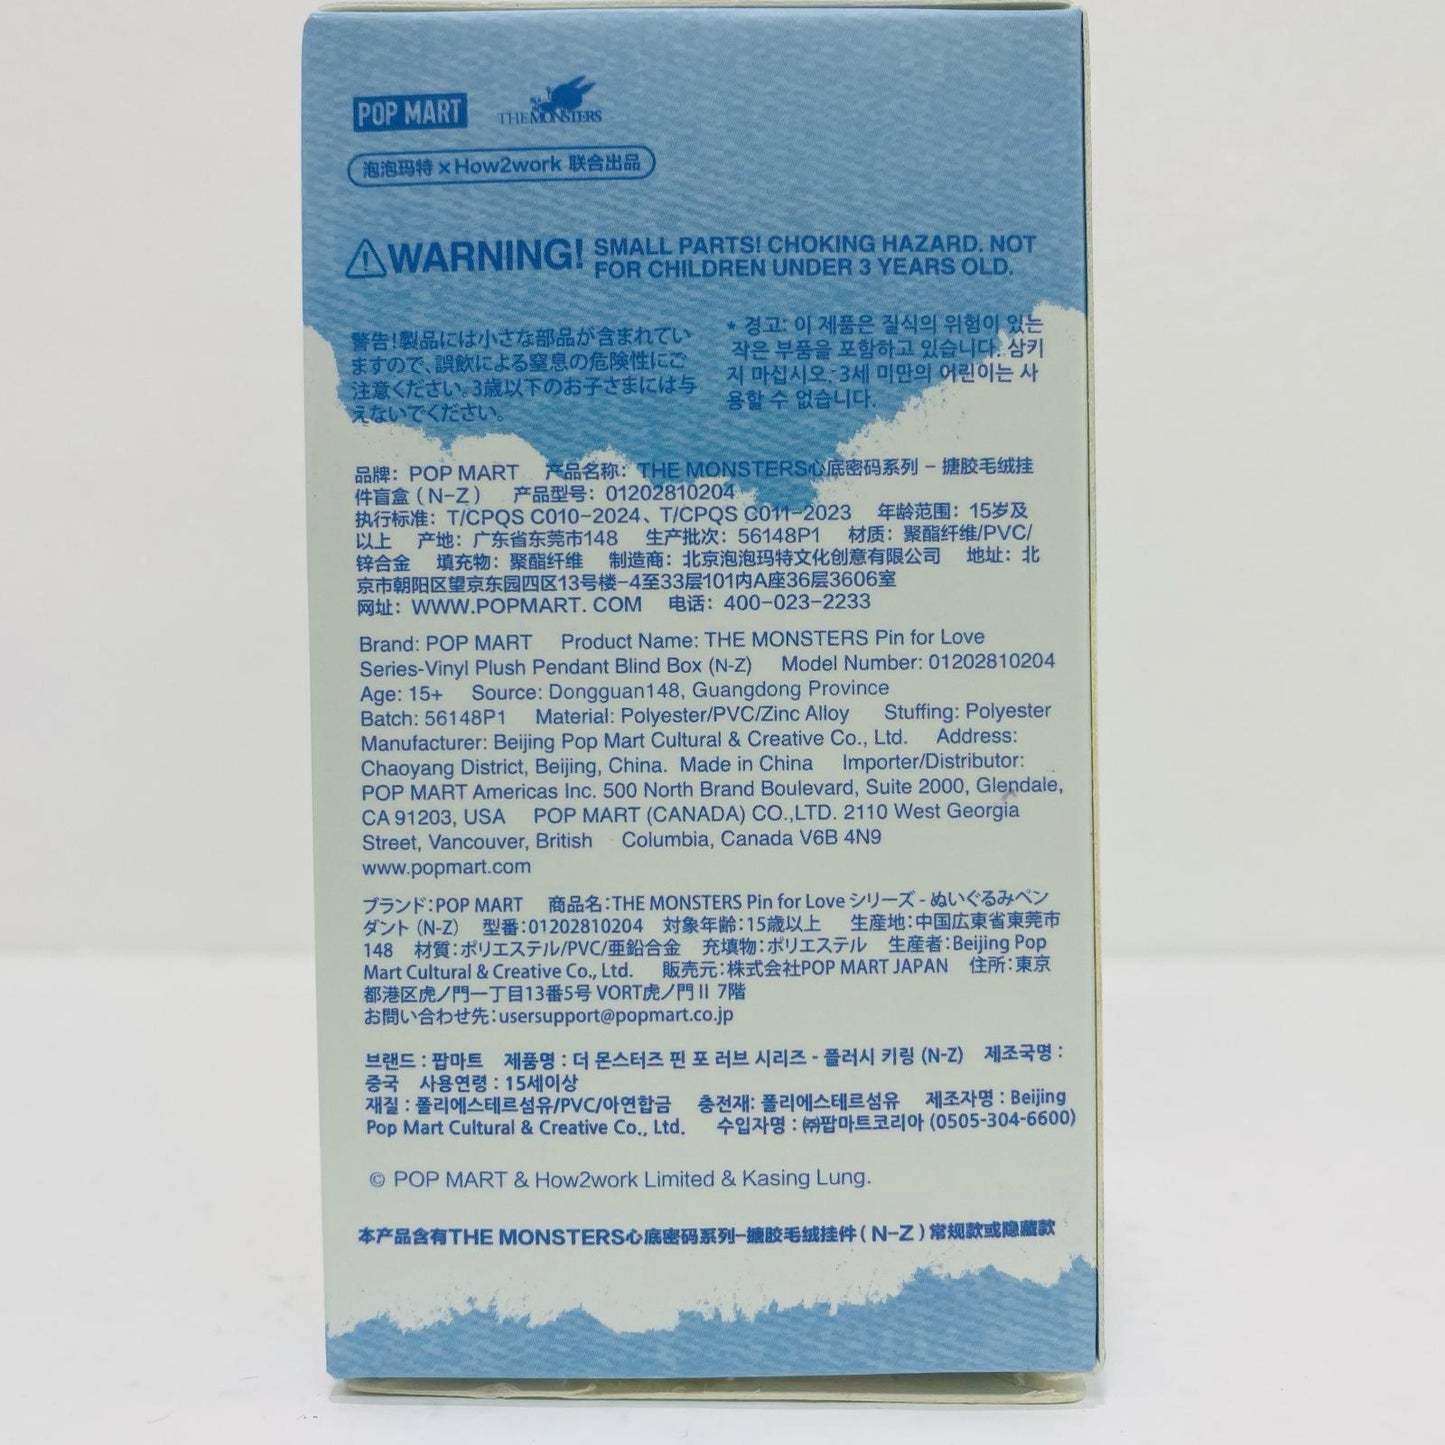 POP MART THE MONSTERS
泡泡玛特×How2work 联合出品
WARNING! SMALL PARTS! CHOKING HAZARD. NOT
FOR CHILDREN UNDER 3 YEARS OLD.
警告!製品には小さな部品が含まれてい
ますので、誤飲による窒息の危険性にご
注意ください。3歳以下のお子さまには与
えないでください。
* 경고: 이 제품은 질식의 위험이 있는
작은 부품을 포함하고 있습니다. 삼키
지 마십시오. 3세 미만의 어린이는 사
용할 수 없습니다.
品牌：POP MART 产品名称：THE MONSTERS心底密码系列－搪胶毛绒挂
件盲盒（N-Z） 产品型号：01202810204
执行标准：T/CPQS C010-2024、T/CPQS C011-2023 年龄范围：15岁及
以上 产地：广东省东莞市148 生产批次：56148P1 材质：聚酯纤维/PVC/
锌合金 填充物：聚酯纤维 制造商：北京泡泡玛特文化创意有限公司 地址：北
京市朝阳区望京东园四区13号楼-4至33层101内A座36层3606室
网址：WWW.POPMART. COM 电话：400-023-2233
Brand: POP MART Product Name: THE MONSTERS Pin for Love
Series-Vinyl Plush Pendant Blind Box (N-Z) Model Number: 01202810204
Age: 15+ Source: Dongguan148, Guangdong Province
Batch: 56148P1 Material: Polyester/PVC/Zinc Alloy Stuffing: Polyester
Manufacturer: Beijing Pop Mart Cultural & Creative Co., Ltd. Address:
Chaoyang District, Beijing, China. Made in China Importer/Distributor:
POP MART Americas Inc. 500 North Brand Boulevard, Suite 2000, Glendale,
CA 91203, USA POP MART (CANADA) CO.,LTD. 2110 West Georgia
Street, Vancouver, British Columbia, Canada V6B 4N9
www.popmart.com
ブランド:POP MART 商品名:THE MONSTERS Pin for Love シリーズ - ぬいぐるみペン
ダント (N-Z) 型番:01202810204 対象年齢:15歳以上 生産地:中国広東省東莞市
148 材質:ポリエステル/PVC/亜鉛合金 充填物:ポリエステル 生産者:Beijing Pop
Mart Cultural & Creative Co., Ltd. 販売元:株式会社POP MART JAPAN 住所:東京
都港区虎ノ門一丁目13番5号 VORT虎ノ門Ⅱ 7階
お問い合わせ先:usersupport@popmart.co.jp
브랜드 : 팝마트 제품명 : 더 몬스터즈 핀 포 러브 시리즈 - 플러시 키링 (N-Z) 제조국명 :
중국 사용연령 : 15세이상
재질 : 폴리에스테르섬유/PVC/아연합금 충전재: 폴리에스테르섬유 제조자명 : Beijing
Pop Mart Cultural & Creative Co., Ltd. 수입자명 : ㈜팝마트코리아 (0505-304-6600)
© POP MART & How2work Limited & Kasing Lung.
本产品含有THE MONSTERS心底密码系列-搪胶毛绒挂件（N-Z）常规款或隐藏款